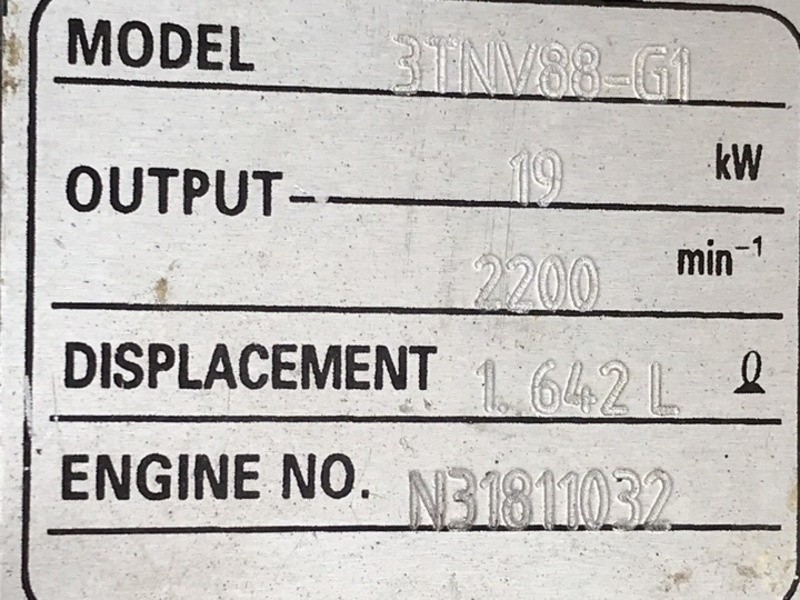 MODEL 3TNV88-G1
OUTPUT 19 kW
2200 min⁻¹
DISPLACEMENT 1.642 L ℓ
ENGINE NO. N31811032